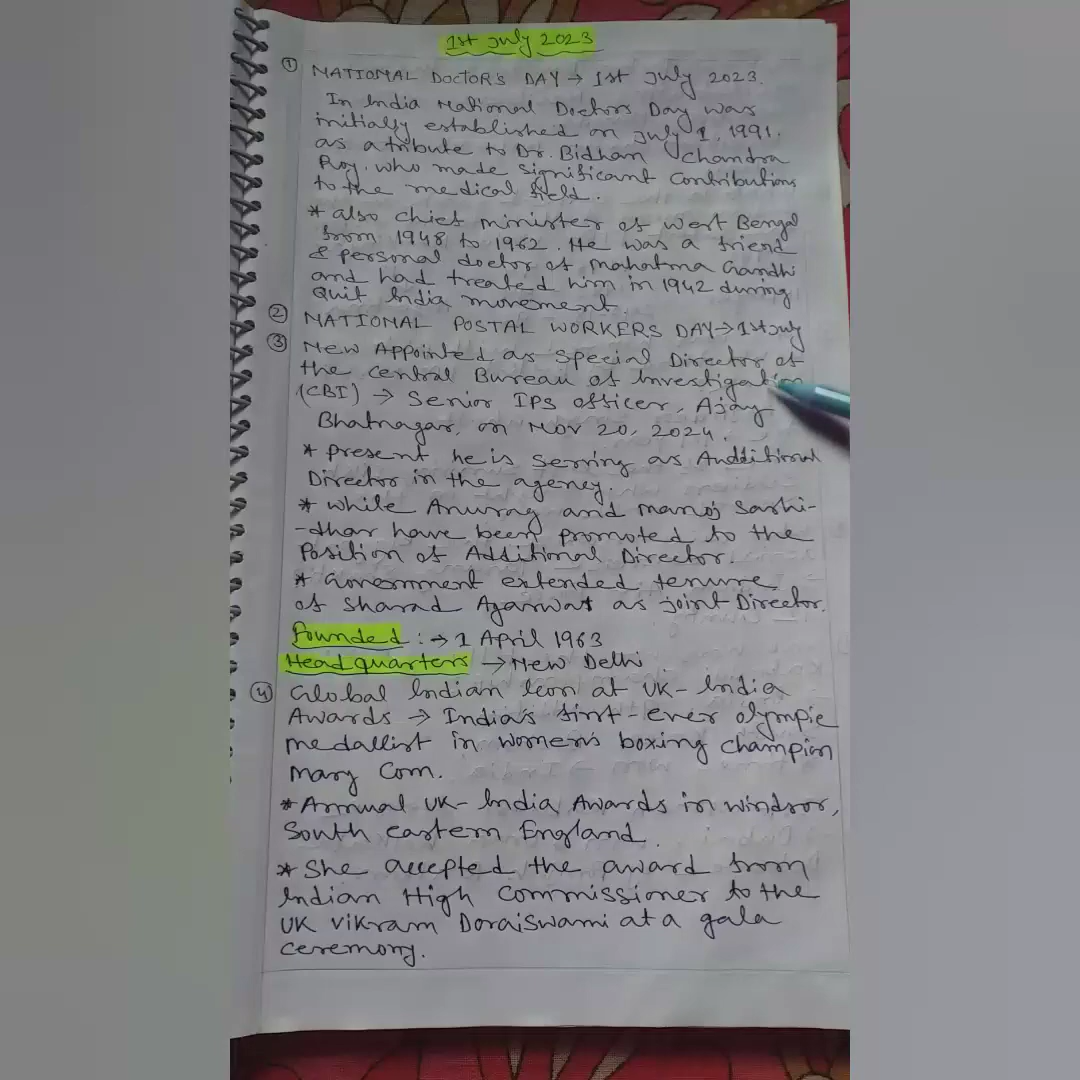 1st July 2023
① NATIONAL DOCTOR'S DAY → 1st July 2023.
In India National Doctors Day was
initially established on July 1, 1991.
as a tribute to Dr. Bidhan Chandra
Roy, who made significant contributions
to the medical field.
* also chief minister of West Bengal
from 1948 to 1962. He was a friend
& personal doctor of Mahatma Gandhi
and had treated him in 1942 during
Quit India movement.
② NATIONAL POSTAL WORKERS DAY → 1st July
③ New Appointed as Special Director of
the Central Bureau of Investigation
(CBI) → Senior IPS officer, Ajay
Bhatnagar, on Nov 20, 2024.
* present he is serving as Audditional
Director in the agency.
* while Anurag and Manoj Sashi-
-dhar have been promoted to the
Position of Additional Director.
* Government extended tenure
of Sharad Agarwal as joint Director.
founded : → 1 April 1963
Headquarters → New Delhi
④ Global Indian Icon at UK-India
Awards → India's first-ever olympic
medallist in women's boxing champion
Mary Com.
* Annual UK-India Awards in windsor,
South eastern England.
* She accepted the award from
Indian High Commissioner to the
UK Vikram Doraiswami at a gala
ceremony.